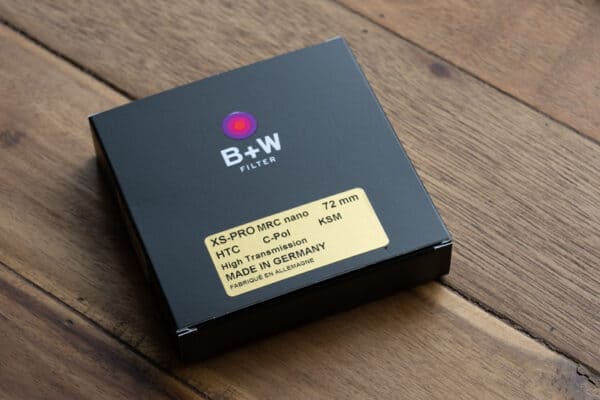 B+W
FILTER
XS-PRO MRC nano 72 mm
HTC C-Pol KSM
High Transmission
MADE IN GERMANY
FABRIQUÉ EN ALLEMAGNE